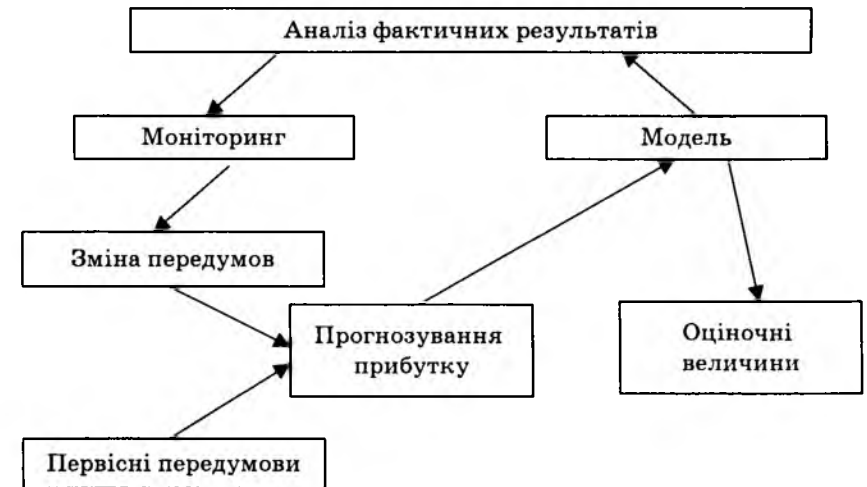 Аналіз фактичних результатів
Моніторинг
Модель
Зміна передумов
Прогнозування
прибутку
Оціночні
величини
Первісні передумови